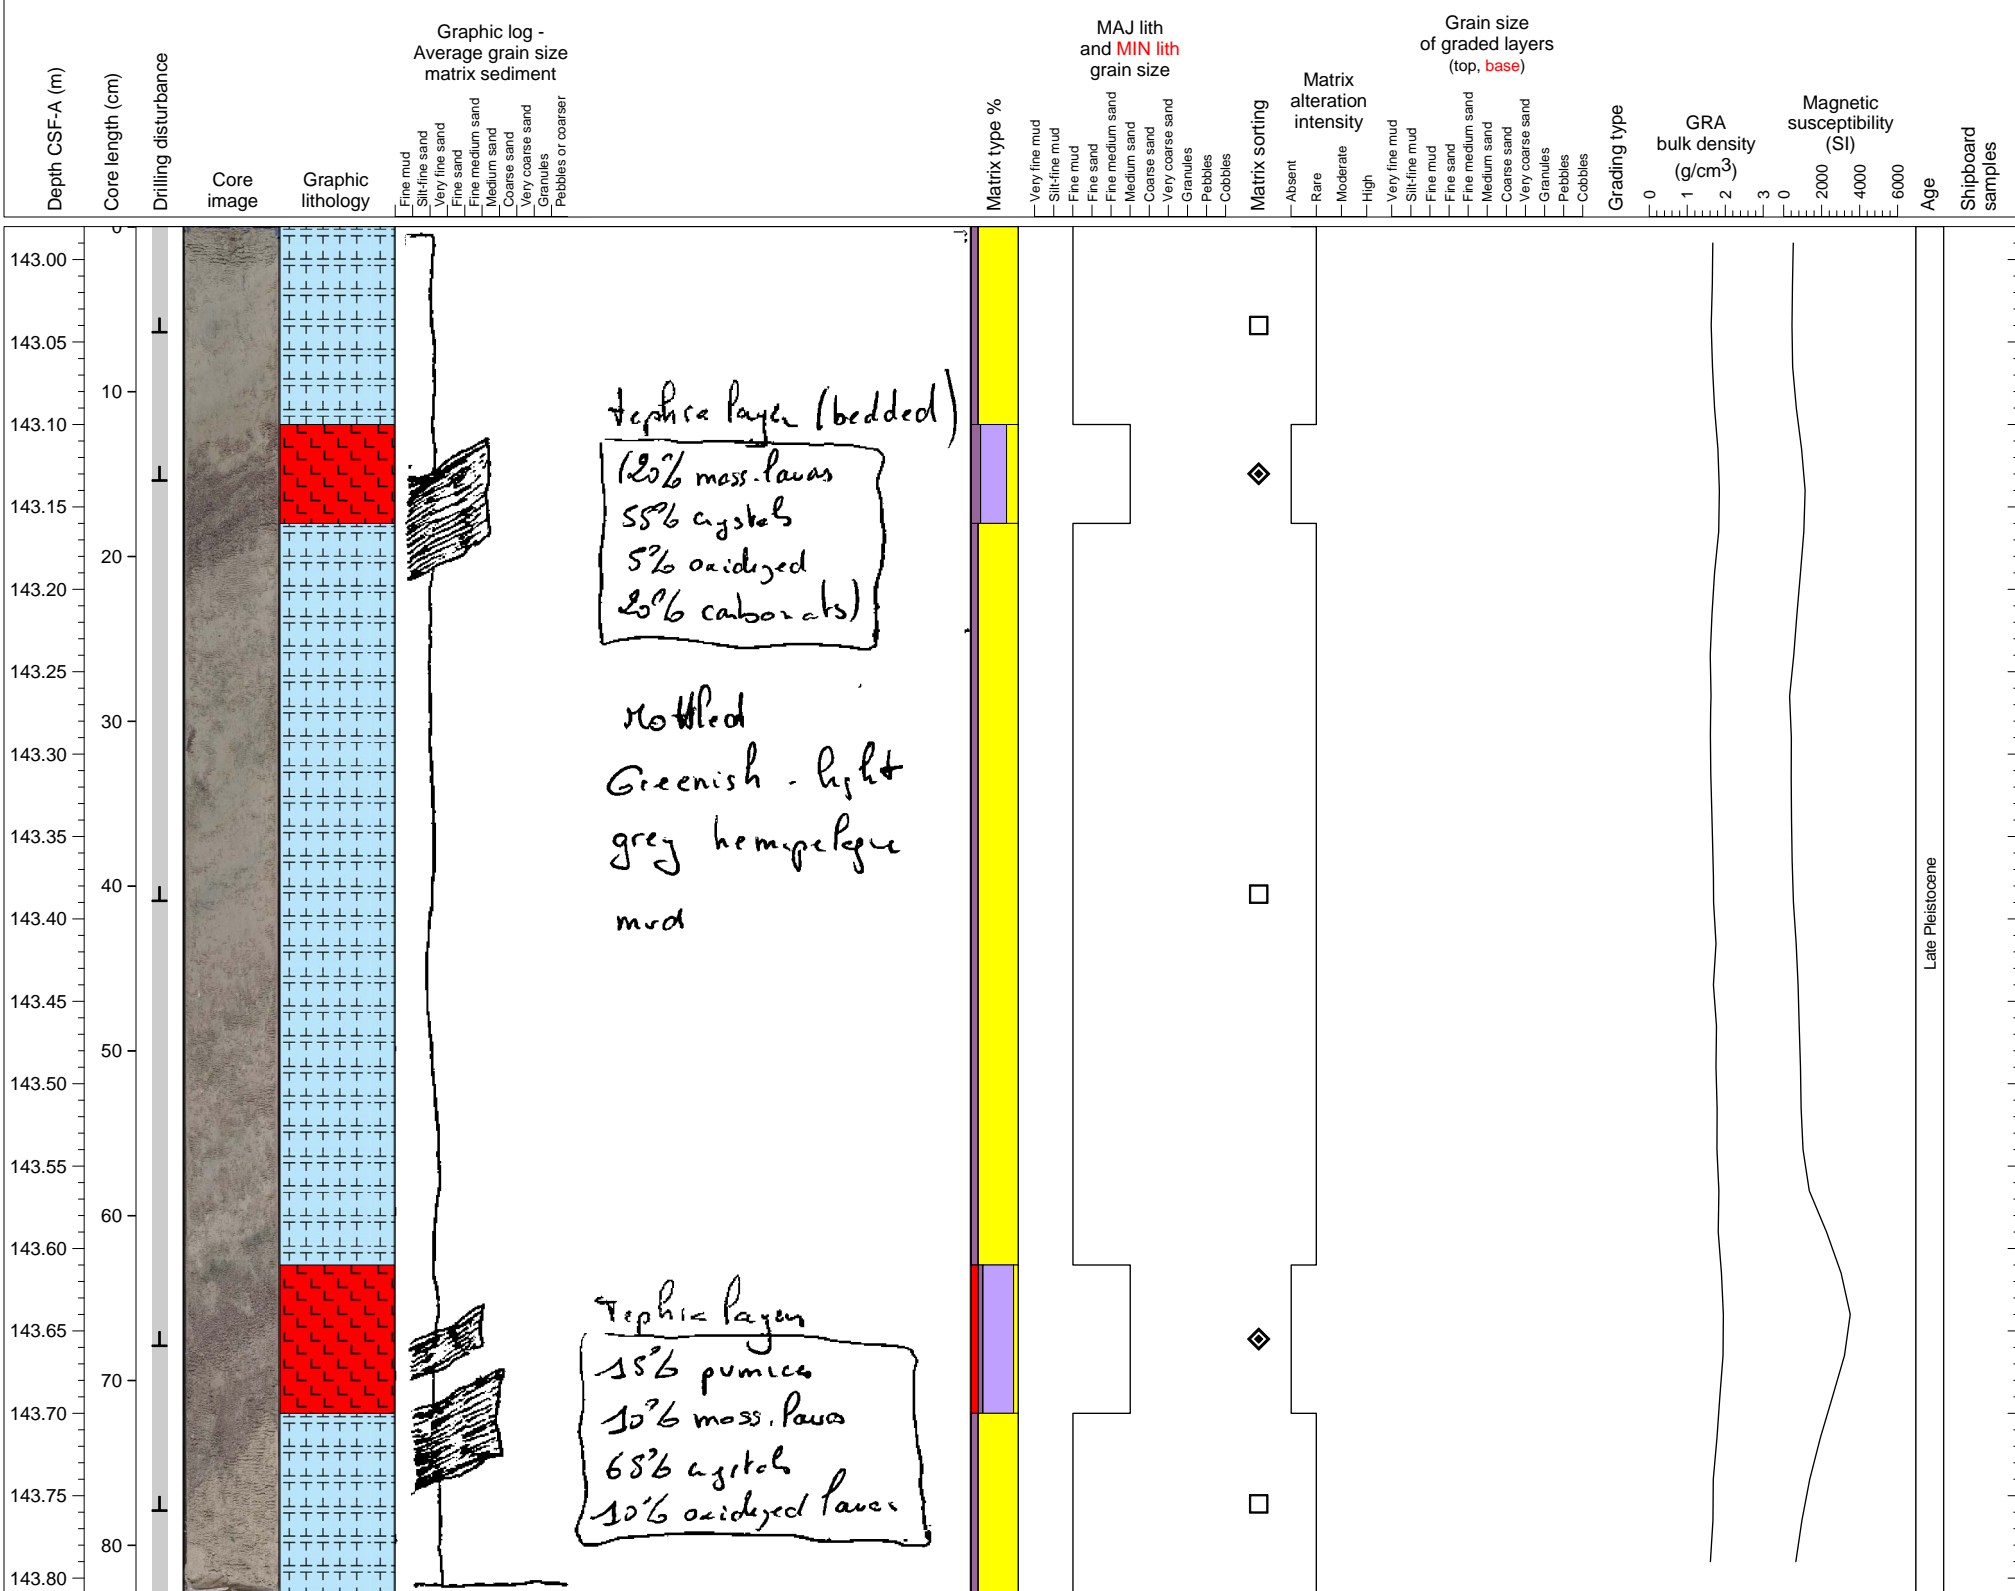 Depth CSF-A (m)
Core length (cm)
Drilling disturbance
Core
image
Graphic
lithology
Graphic log -
Average grain size
matrix sediment
Fine mud
Silt-fine sand
Very fine sand
Fine sand
Fine medium sand
Medium sand
Coarse sand
Very coarse sand
Granules
Pebbles or coarser
Matrix type %
MAJ lith
and MIN lith
grain size
Very fine mud
Silt-fine mud
Fine mud
Fine sand
Fine medium sand
Medium sand
Coarse sand
Very coarse sand
Granules
Pebbles
Cobbles
Matrix sorting
Matrix
alteration
intensity
Absent
Rare
Moderate
High
Grain size
of graded layers
(top, base)
Very fine mud
Silt-fine mud
Fine mud
Fine sand
Fine medium sand
Medium sand
Coarse sand
Very coarse sand
Granules
Pebbles
Cobbles
Grading type
GRA
bulk density
(g/cm3)
0 1 2 3
Magnetic
susceptibility
(SI)
0 2000 4000 6000
Age
Shipboard
samples
143.00
143.05
143.10
143.15
143.20
143.25
143.30
143.35
143.40
143.45
143.50
143.55
143.60
143.65
143.70
143.75
143.80
0
10
20
30
40
50
60
70
80
tephra layer (bedded)
(20% mass. lavas
55% crystals
5% oxidized
20% carbonats)
Mottled
Greenish - light
grey hemipelagic
mud
Tephra layer
15% pumices
10% mass. lavas
65% crystals
10% oxidized lavas
Late Pleistocene